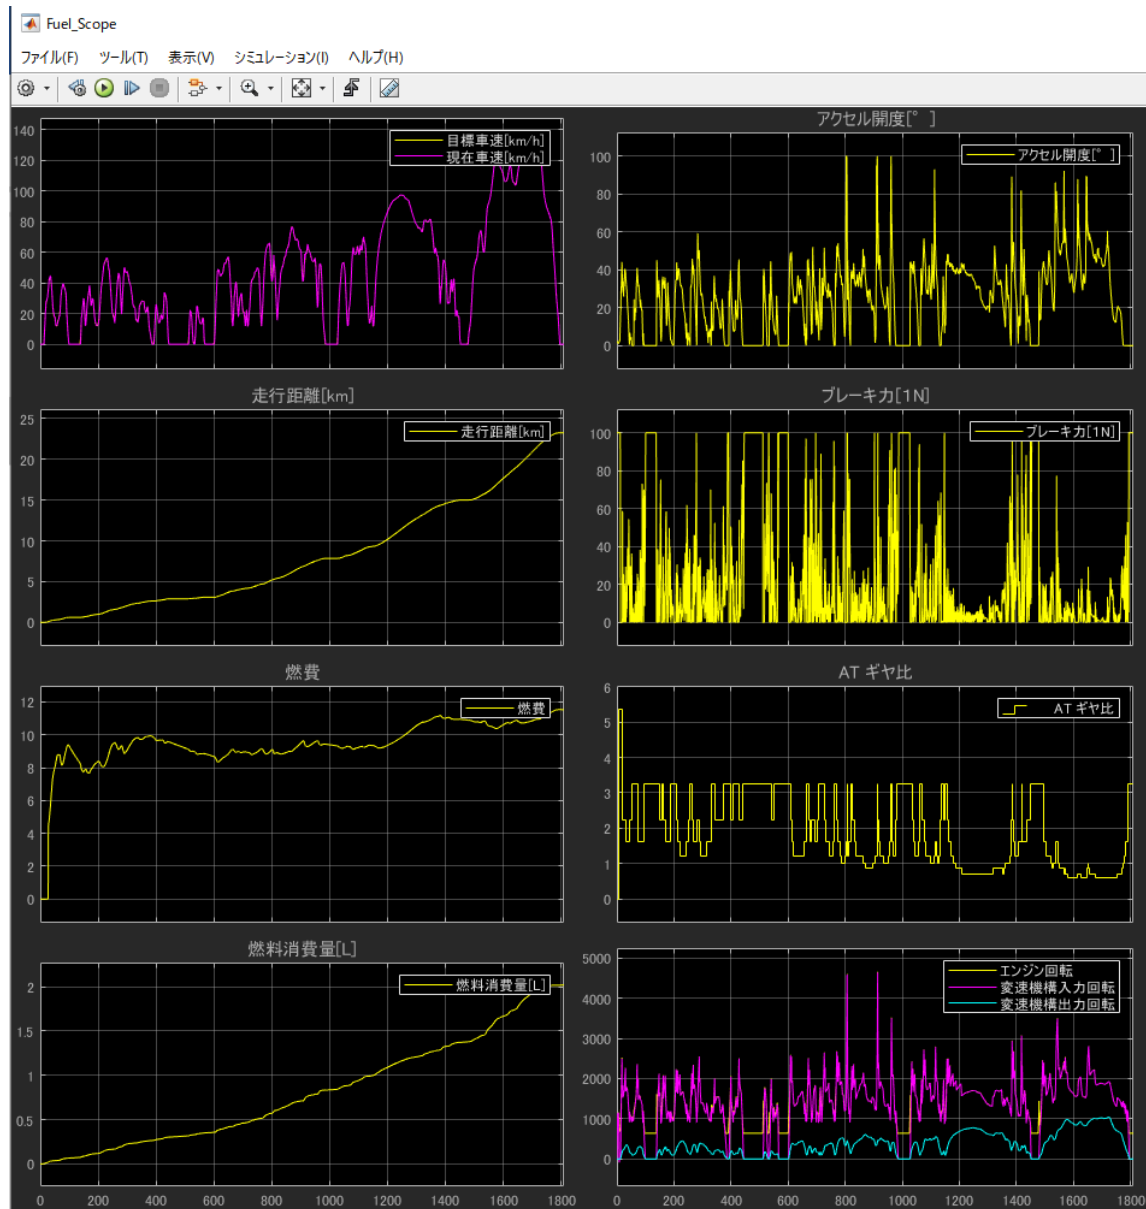 Fuel_Scope
ファイル(F) ツール(T) 表示(V) シミュレーション(I) ヘルプ(H)
目標車速[km/h]
現在車速[km/h]
140
120
100
80
60
40
20
0
アクセル開度[° ]
アクセル開度[° ]
100
80
60
40
20
0
走行距離[km]
走行距離[km]
25
20
15
10
5
0
ブレーキ力[1N]
ブレーキ力[1N]
100
80
60
40
20
0
燃費
燃費
12
10
8
6
4
2
0
AT ギヤ比
AT ギヤ比
6
5
4
3
2
1
0
燃料消費量[L]
燃料消費量[L]
2
1.5
1
0.5
0
0 200 400 600 800 1000 1200 1400 1600 1800
エンジン回転
変速機構入力回転
変速機構出力回転
5000
4000
3000
2000
1000
0
0 200 400 600 800 1000 1200 1400 1600 1800